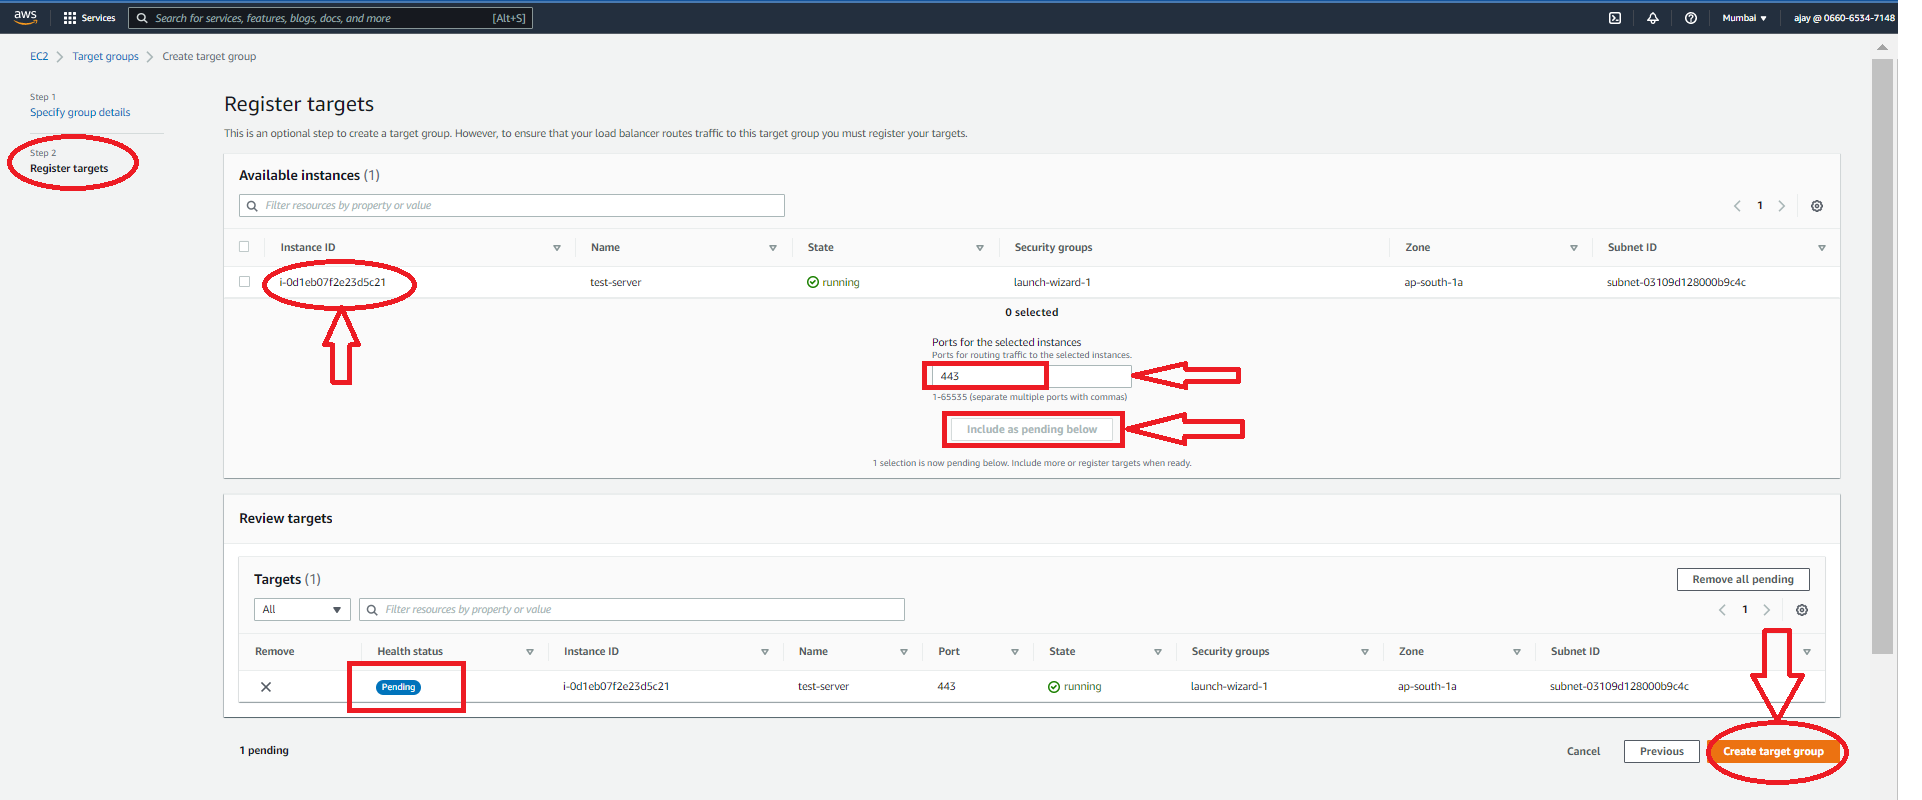 aws Services Search for services, features, blogs, docs, and more [Alt+S] Mumbai ajay @ 0660-6534-7148
EC2 Target groups Create target group
Step 1
Specify group details
Step 2
Register targets
Register targets
This is an optional step to create a target group. However, to ensure that your load balancer routes traffic to this target group you must register your targets.
Available instances (1)
Filter resources by property or value 1
Instance ID Name State Security groups Zone Subnet ID
i-0d1eb07f2e23d5c21 test-server running launch-wizard-1 ap-south-1a subnet-03109d128000b9c4c
0 selected
Ports for the selected instances
Ports for routing traffic to the selected instances.
443
1-65535 (separate multiple ports with commas)
Include as pending below
1 selection is now pending below. Include more or register targets when ready.
Review targets
Targets (1) Remove all pending
All Filter resources by property or value 1
Remove Health status Instance ID Name Port State Security groups Zone Subnet ID
Pending i-0d1eb07f2e23d5c21 test-server 443 running launch-wizard-1 ap-south-1a subnet-03109d128000b9c4c
1 pending Cancel Previous Create target group